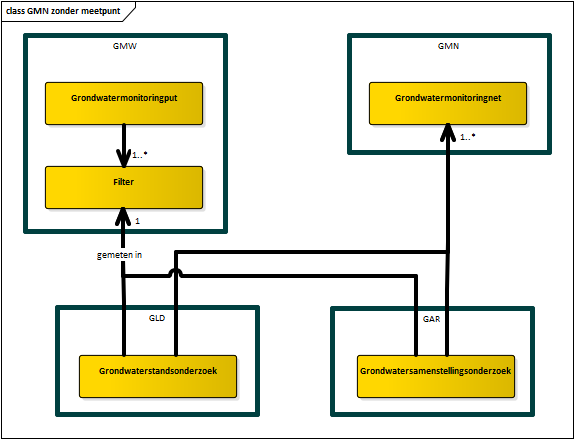 class GMN zonder meetpunt
GMW
GMN
Grondwatermonitoringput
Grondwatermonitoringnet
1..*
1..*
Filter
1
gemeten in
GLD
GAR
Grondwaterstandsonderzoek
Grondwatersamenstellingsonderzoek